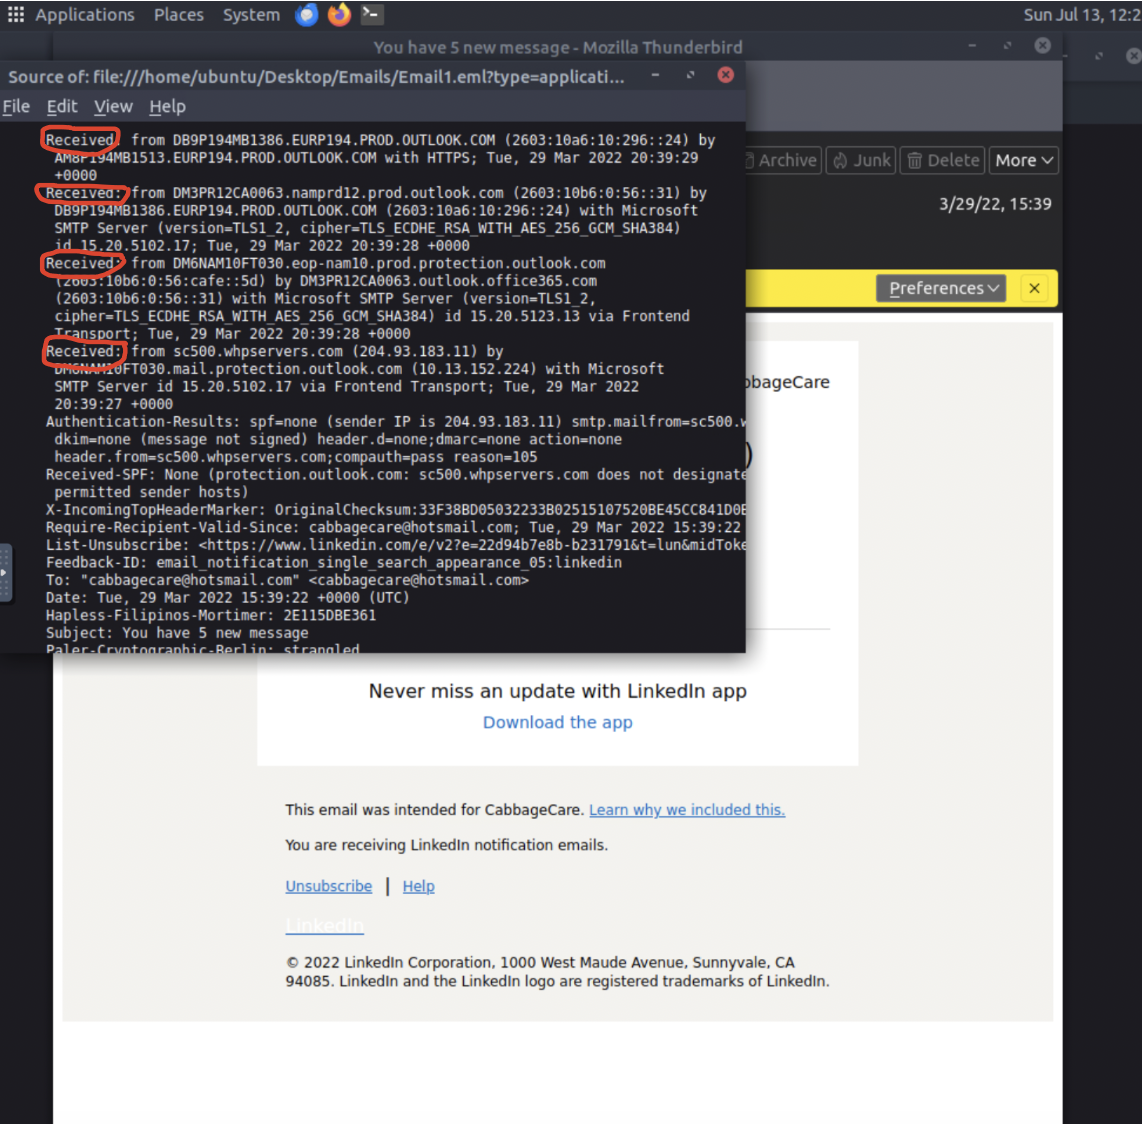 Applications Places System
Sun Jul 13, 12:2
You have 5 new message - Mozilla Thunderbird
Source of: file:///home/ubuntu/Desktop/Emails/Email1.eml?type=applicati...
File Edit View Help
Received: from DB9P194MB1386.EURP194.PROD.OUTLOOK.COM (2603:10a6:10:296::24) by
AM8P194MB1513.EURP194.PROD.OUTLOOK.COM with HTTPS; Tue, 29 Mar 2022 20:39:29
+0000
Received: from DM3PR12CA0063.namprd12.prod.outlook.com (2603:10b6:0:56::31) by
DB9P194MB1386.EURP194.PROD.OUTLOOK.COM (2603:10a6:10:296::24) with Microsoft
SMTP Server (version=TLS1_2, cipher=TLS_ECDHE_RSA_WITH_AES_256_GCM_SHA384)
id 15.20.5102.17; Tue, 29 Mar 2022 20:39:28 +0000
Received: from DM6NAM10FT030.eop-nam10.prod.protection.outlook.com
(2603:10b6:0:56:cafe::5d) by DM3PR12CA0063.outlook.office365.com
(2603:10b6:0:56::31) with Microsoft SMTP Server (version=TLS1_2,
cipher=TLS_ECDHE_RSA_WITH_AES_256_GCM_SHA384) id 15.20.5123.13 via Frontend
Transport; Tue, 29 Mar 2022 20:39:28 +0000
Received: from sc500.whpservers.com (204.93.183.11) by
DM6NAM10FT030.mail.protection.outlook.com (10.13.152.224) with Microsoft
SMTP Server id 15.20.5102.17 via Frontend Transport; Tue, 29 Mar 2022
20:39:27 +0000
Authentication-Results: spf=none (sender IP is 204.93.183.11) smtp.mailfrom=sc500.w
dkim=none (message not signed) header.d=none;dmarc=none action=none
header.from=sc500.whpservers.com;compauth=pass reason=105
Received-SPF: None (protection.outlook.com: sc500.whpservers.com does not designate
permitted sender hosts)
X-IncomingTopHeaderMarker: OriginalChecksum:33F38BD05032233B02515107520BE45CC841D0E
Require-Recipient-Valid-Since: cabbagecare@hotsmail.com; Tue, 29 Mar 2022 15:39:22
List-Unsubscribe: <https://www.linkedin.com/e/v2?e=22d94b7e8b-b231791&t=lun&midToke
Feedback-ID: email_notification_single_search_appearance_05:linkedin
To: "cabbagecare@hotsmail.com" <cabbagecare@hotsmail.com>
Date: Tue, 29 Mar 2022 15:39:22 +0000 (UTC)
Hapless-Filipinos-Mortimer: 2E115DBE361
Subject: You have 5 new message
Paler-Cryptographic-Berlin: strangled
Archive Junk Delete More
3/29/22, 15:39
Preferences
bbageCare
)
Never miss an update with LinkedIn app
Download the app
This email was intended for CabbageCare. Learn why we included this.
You are receiving LinkedIn notification emails.
Unsubscribe | Help
LinkedIn
© 2022 LinkedIn Corporation, 1000 West Maude Avenue, Sunnyvale, CA
94085. LinkedIn and the LinkedIn logo are registered trademarks of LinkedIn.